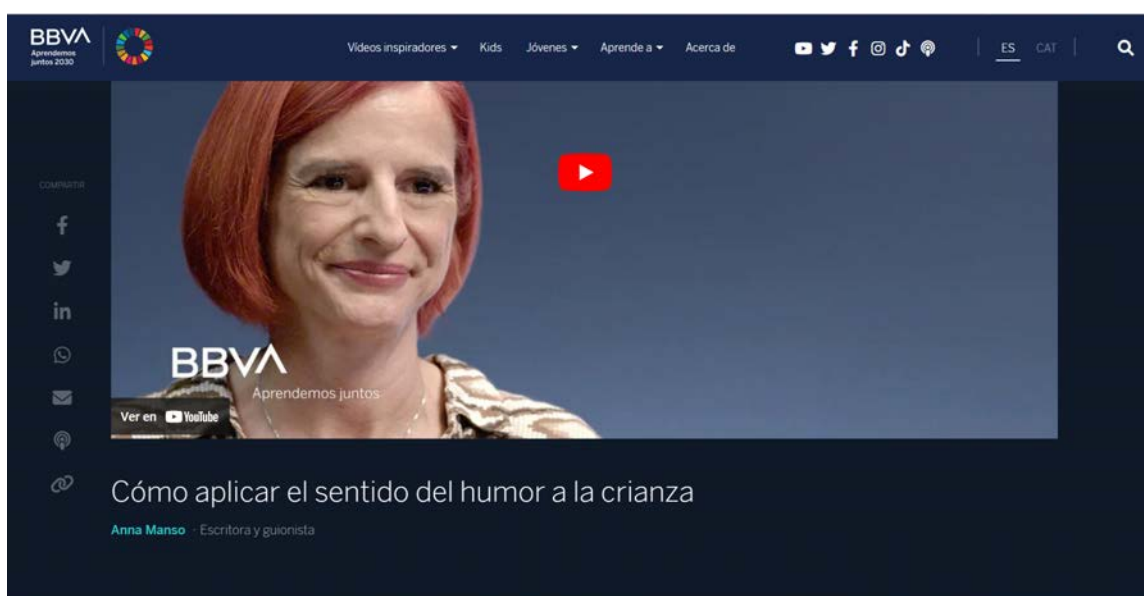 BBVA
Aprendemos
juntos 2030
Vídeos inspiradores Kids Jóvenes Aprende a Acerca de ES CAT
COMPARTIR
BBVA
Aprendemos juntos
Ver en YouTube
Cómo aplicar el sentido del humor a la crianza
Anna Manso - Escritora y guionista